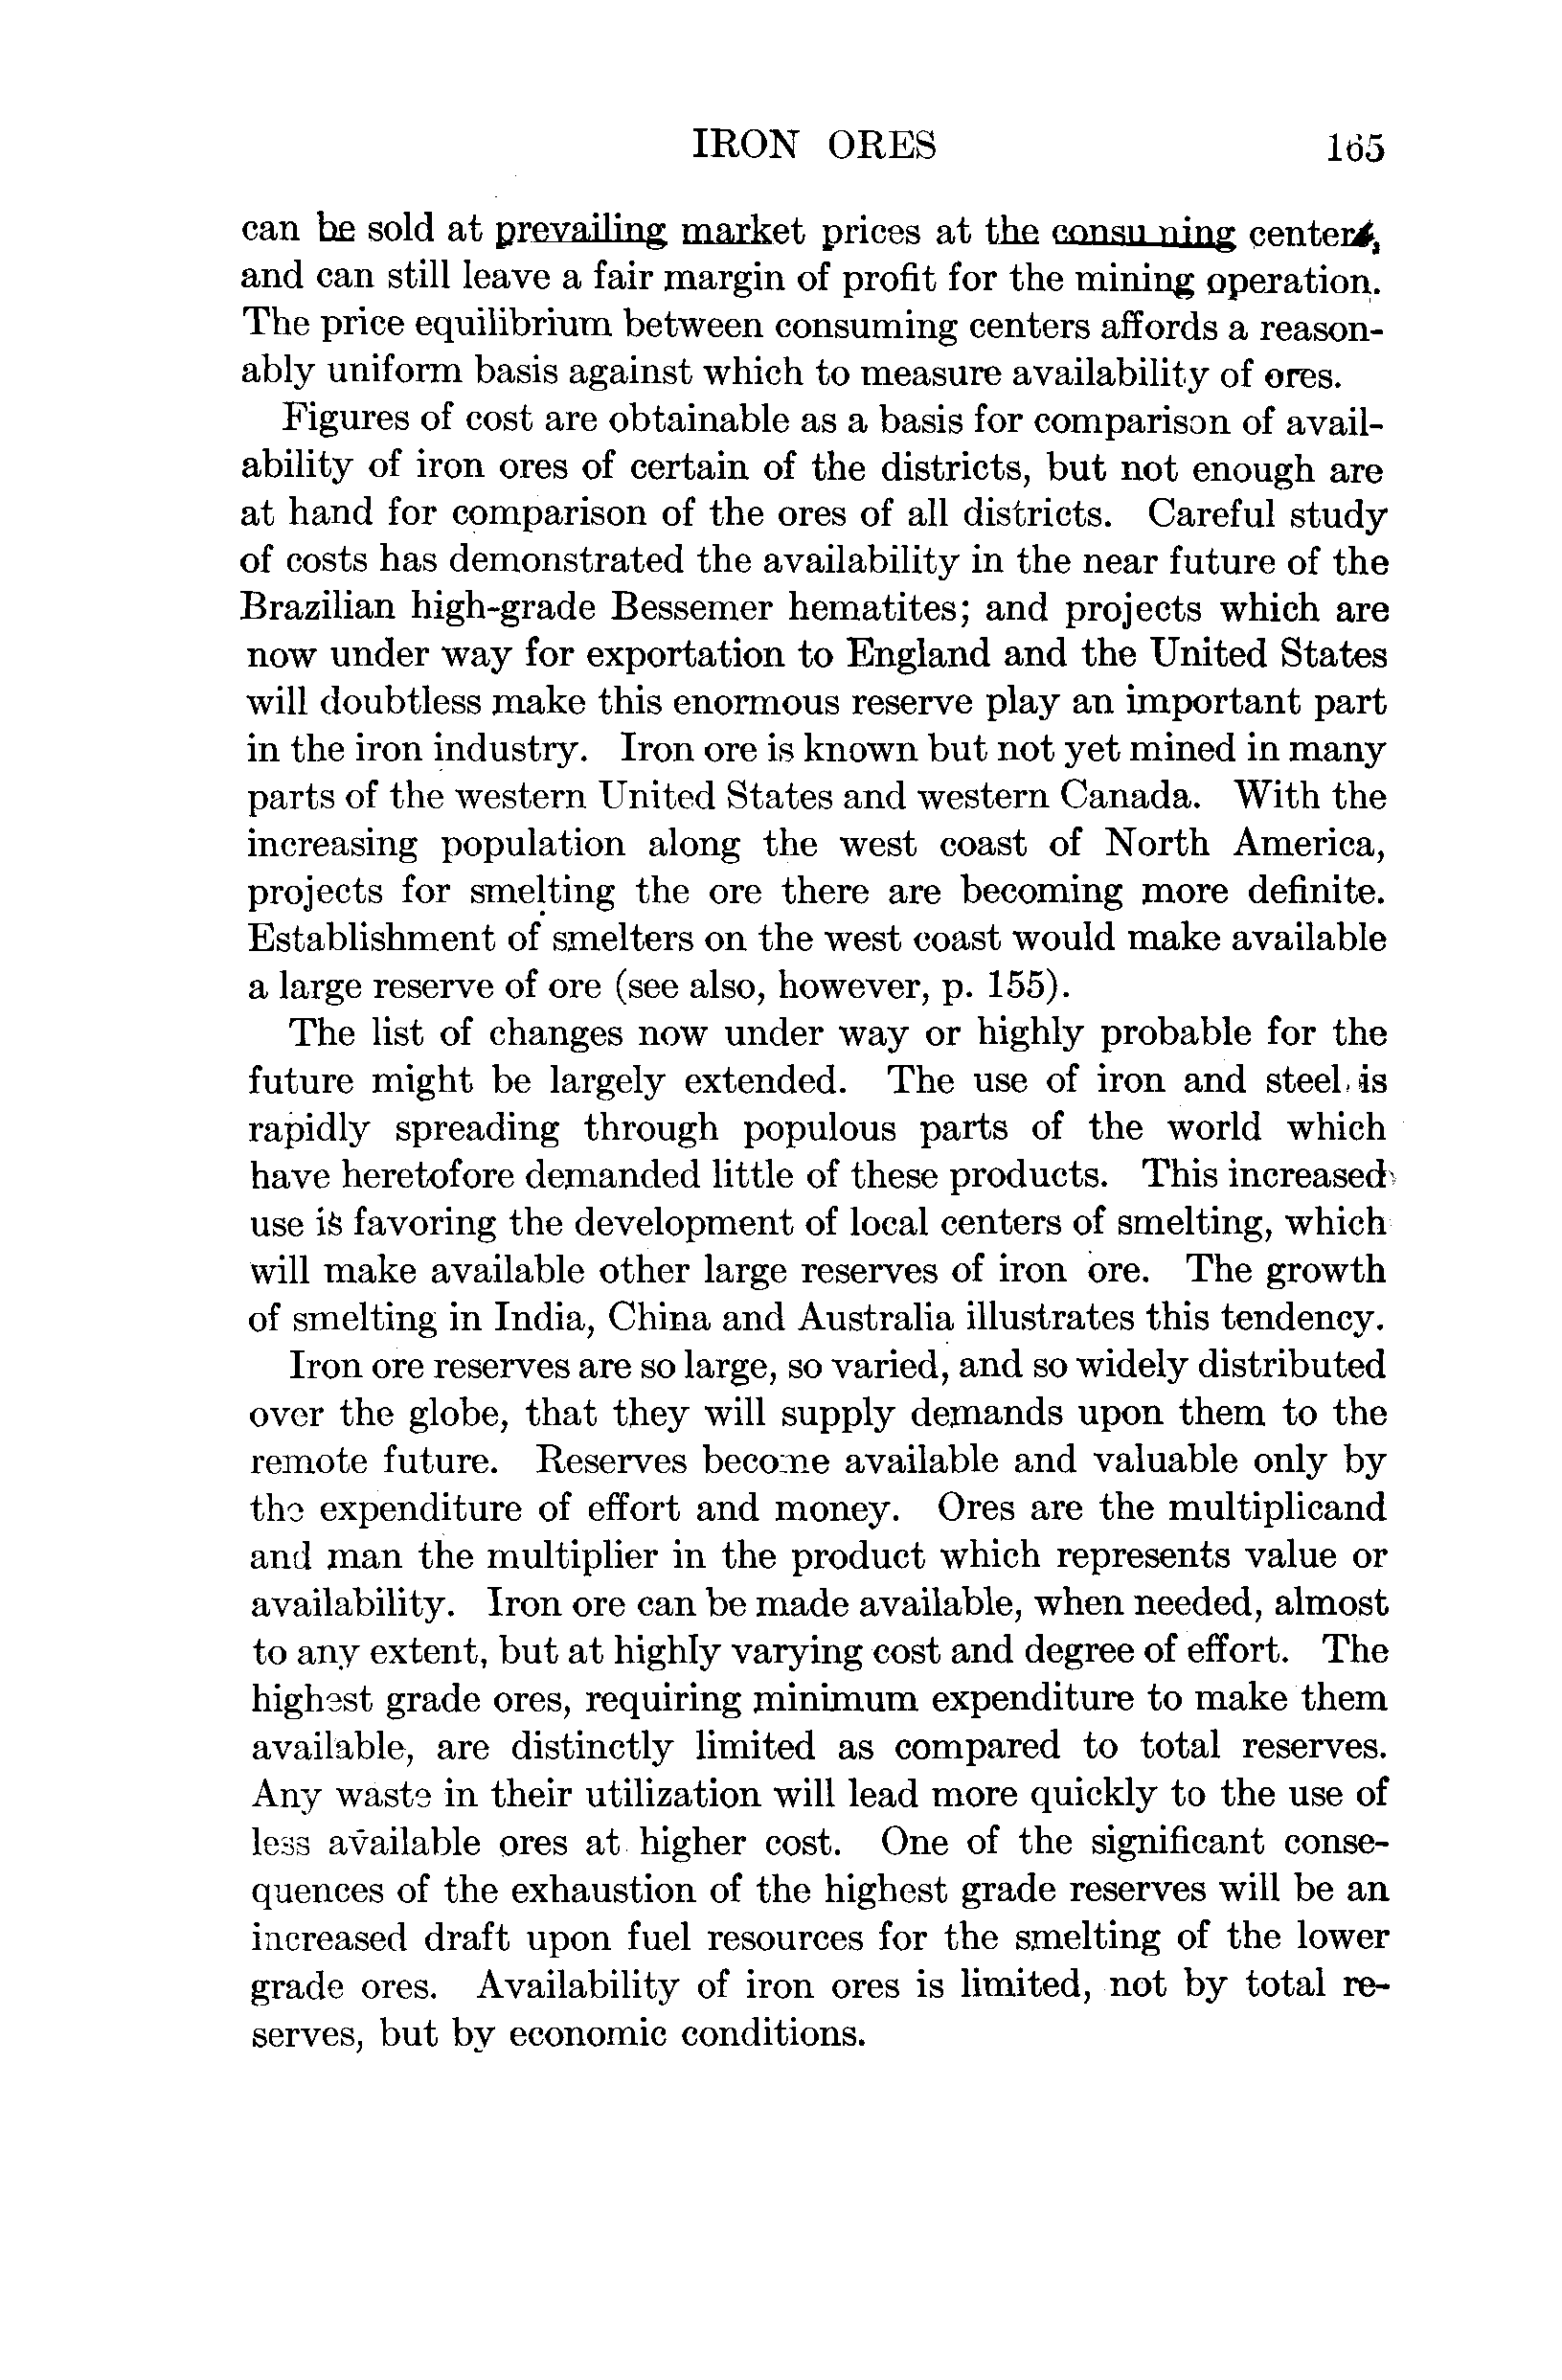 IRON ORES 165
can be sold at prevailing market prices at the consuming centers,
and can still leave a fair margin of profit for the mining operation.
The price equilibrium between consuming centers affords a reason-
ably uniform basis against which to measure availability of ores.
Figures of cost are obtainable as a basis for comparison of avail-
ability of iron ores of certain of the districts, but not enough are
at hand for comparison of the ores of all districts. Careful study
of costs has demonstrated the availability in the near future of the
Brazilian high-grade Bessemer hematites; and projects which are
now under way for exportation to England and the United States
will doubtless make this enormous reserve play an important part
in the iron industry. Iron ore is known but not yet mined in many
parts of the western United States and western Canada. With the
increasing population along the west coast of North America,
projects for smelting the ore there are becoming more definite.
Establishment of smelters on the west coast would make available
a large reserve of ore (see also, however, p. 155).
The list of changes now under way or highly probable for the
future might be largely extended. The use of iron and steel is
rapidly spreading through populous parts of the world which
have heretofore demanded little of these products. This increased
use is favoring the development of local centers of smelting, which
will make available other large reserves of iron ore. The growth
of smelting in India, China and Australia illustrates this tendency.
Iron ore reserves are so large, so varied, and so widely distributed
over the globe, that they will supply demands upon them to the
remote future. Reserves become available and valuable only by
the expenditure of effort and money. Ores are the multiplicand
and man the multiplier in the product which represents value or
availability. Iron ore can be made available, when needed, almost
to any extent, but at highly varying cost and degree of effort. The
highest grade ores, requiring minimum expenditure to make them
available, are distinctly limited as compared to total reserves.
Any waste in their utilization will lead more quickly to the use of
less available ores at higher cost. One of the significant conse-
quences of the exhaustion of the highest grade reserves will be an
increased draft upon fuel resources for the smelting of the lower
grade ores. Availability of iron ores is limited, not by total re-
serves, but by economic conditions.